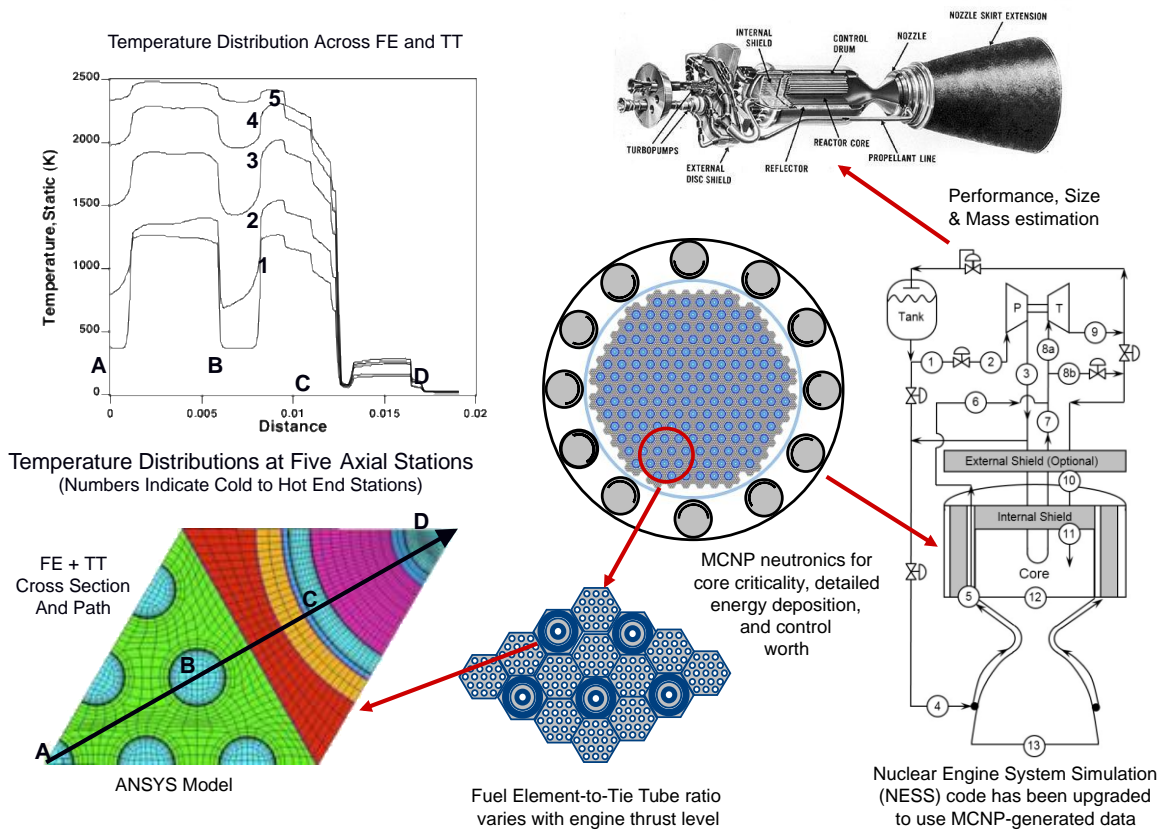 Temperature Distribution Across FE and TT
2500
2000
1500
1000
500
0
Temperature, Static (K)
5
4
3
2
1
A
B
C
D
0
0.005
0.01
0.015
0.02
Distance
Temperature Distributions at Five Axial Stations
(Numbers Indicate Cold to Hot End Stations)
FE + TT
Cross Section
And Path
D
C
B
A
ANSYS Model
NOZZLE SKIRT EXTENSION
INTERNAL
SHIELD
CONTROL
DRUM
NOZZLE
TURBOPUMPS
EXTERNAL
DISC SHIELD
REFLECTOR
REACTOR CORE
PROPELLANT
LINE
Performance, Size
& Mass estimation
MCNP neutronics for
core criticality, detailed
energy deposition,
and control
worth
Fuel Element-to-Tie Tube ratio
varies with engine thrust level
Tank
P
T
9
8a
1
2
3
8b
6
7
External Shield (Optional)
10
Internal Shield
11
Core
5
12
4
13
Nuclear Engine System Simulation
(NESS) code has been upgraded
to use MCNP-generated data